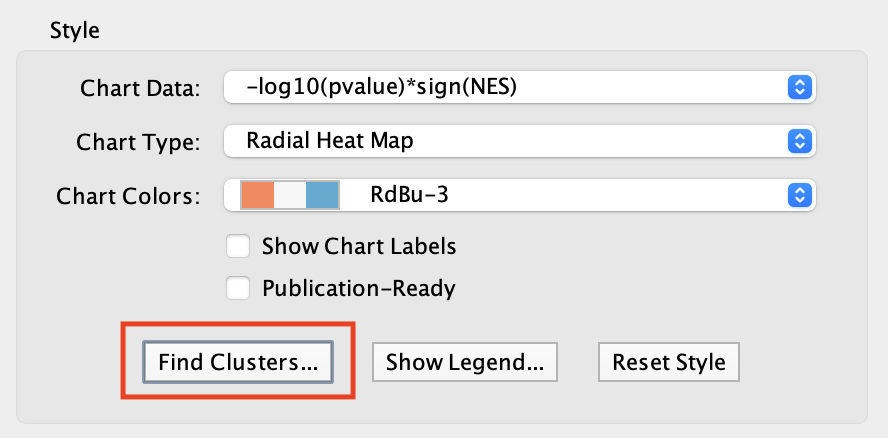 Style
Chart Data: -log10(pvalue)*sign(NES)
Chart Type: Radial Heat Map
Chart Colors: RdBu-3
Show Chart Labels
Publication-Ready
Find Clusters... Show Legend... Reset Style